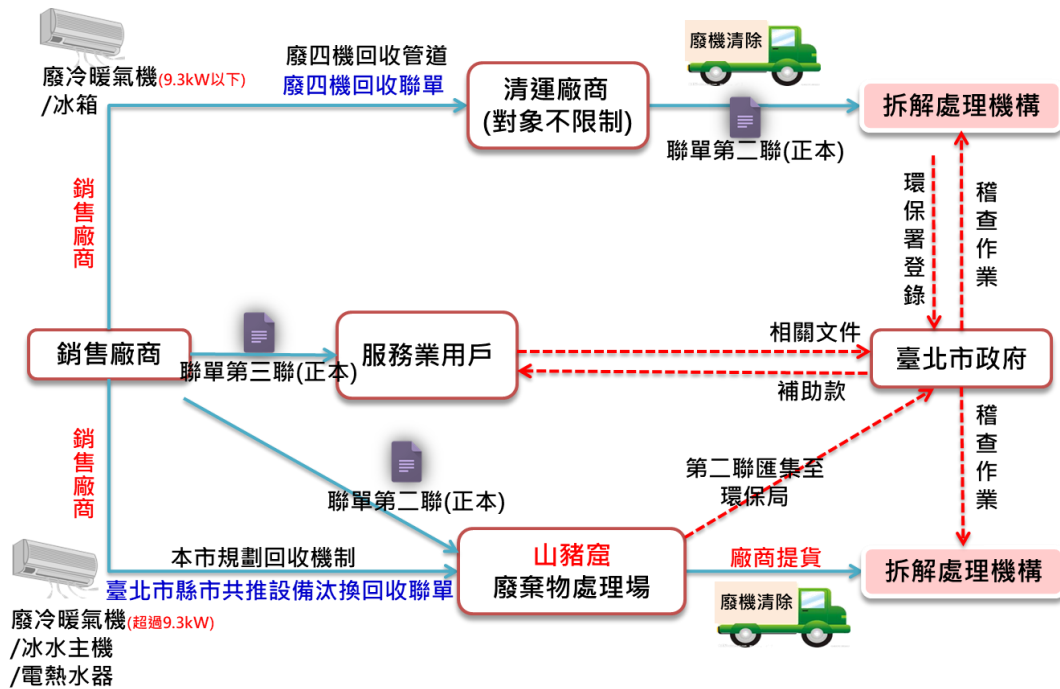 廢冷暖氣機(9.3kW以下)
/冰箱
廢四機回收管道
廢四機回收聯單
清運廠商
(對象不限制)
廢機清除
聯單第二聯(正本)
拆解處理機構
銷售廠商
環保署登錄
稽查作業
銷售廠商
聯單第三聯(正本)
服務業用戶
相關文件
補助款
臺北市政府
銷售廠商
聯單第二聯(正本)
第二聯匯集至
環保局
稽查作業
本市規劃回收機制
臺北市縣市共推設備汰換回收聯單
山豬窟
廢棄物處理場
廠商提貨
廢機清除
拆解處理機構
廢冷暖氣機(超過9.3kW)
/冰水主機
/電熱水器